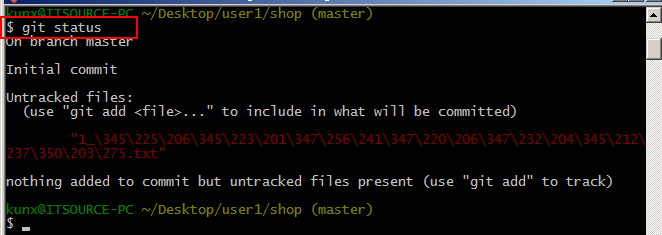 kunx@ITSOURCE-PC ~/Desktop/user1/shop (master)
$ git status
On branch master
Initial commit
Untracked files:
(use "git add <file>..." to include in what will be committed)
"1_\345\225\206\345\223\201\347\256\241\347\220\206\347\232\204\345\212\
237\350\203\275.txt"
nothing added to commit but untracked files present (use "git add" to track)
kunx@ITSOURCE-PC ~/Desktop/user1/shop (master)
$